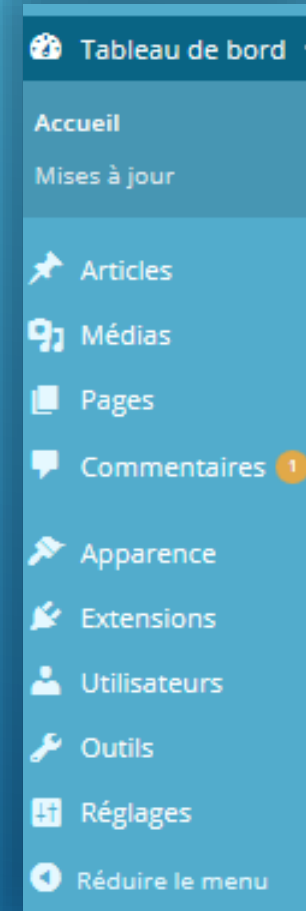 Tableau de bord
Accueil
Mises à jour
Articles
Médias
Pages
Commentaires 1
Apparence
Extensions
Utilisateurs
Outils
Réglages
Réduire le menu